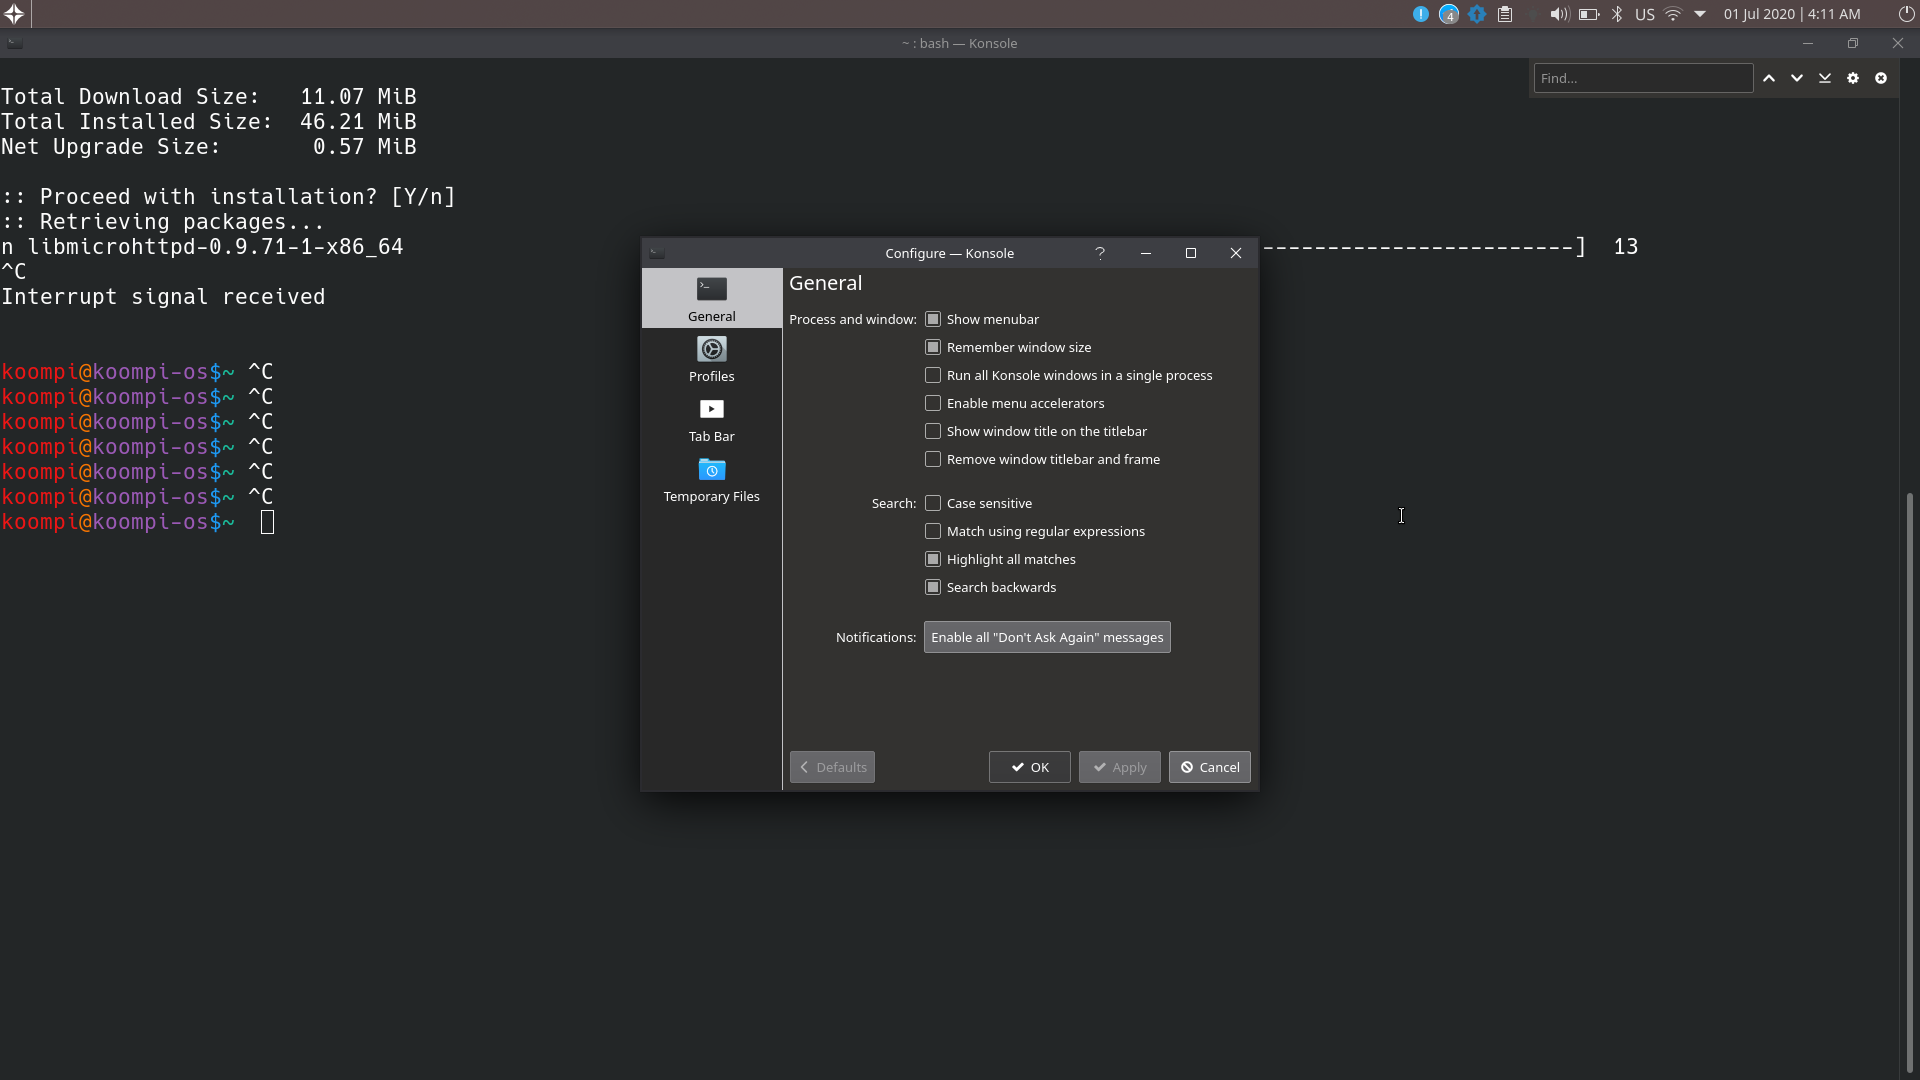 4
US
01 Jul 2020 | 4:11 AM
~ : bash — Konsole
Find...
Total Download Size:   11.07 MiB
Total Installed Size:  46.21 MiB
Net Upgrade Size:       0.57 MiB
:: Proceed with installation? [Y/n]
:: Retrieving packages...
n libmicrohttpd-0.9.71-1-x86_64 ------------------------]  13
^C
Interrupt signal received
koompi@koompi-os$~ ^C
koompi@koompi-os$~ ^C
koompi@koompi-os$~ ^C
koompi@koompi-os$~ ^C
koompi@koompi-os$~ ^C
koompi@koompi-os$~ ^C
koompi@koompi-os$~
Configure — Konsole
General
Profiles
Tab Bar
Temporary Files
General
Process and window: Show menubar
Remember window size
Run all Konsole windows in a single process
Enable menu accelerators
Show window title on the titlebar
Remove window titlebar and frame
Search: Case sensitive
Match using regular expressions
Highlight all matches
Search backwards
Notifications: Enable all "Don't Ask Again" messages
Defaults OK Apply Cancel